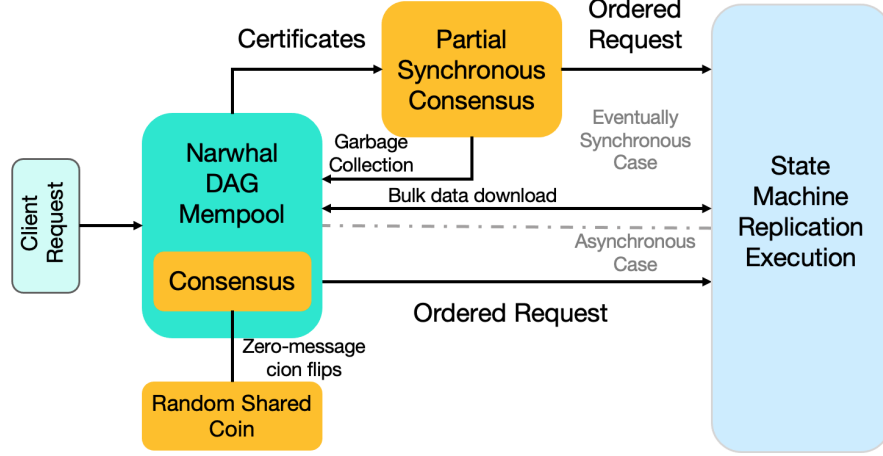 Client
Request
Narwhal
DAG
Mempool
Consensus
Certificates
Partial
Synchronous
Consensus
Ordered
Request
Eventually
Synchronous
Case
Garbage
Collection
Bulk data download
Asynchronous
Case
Ordered Request
Zero-message
cion flips
Random Shared
Coin
State
Machine
Replication
Execution